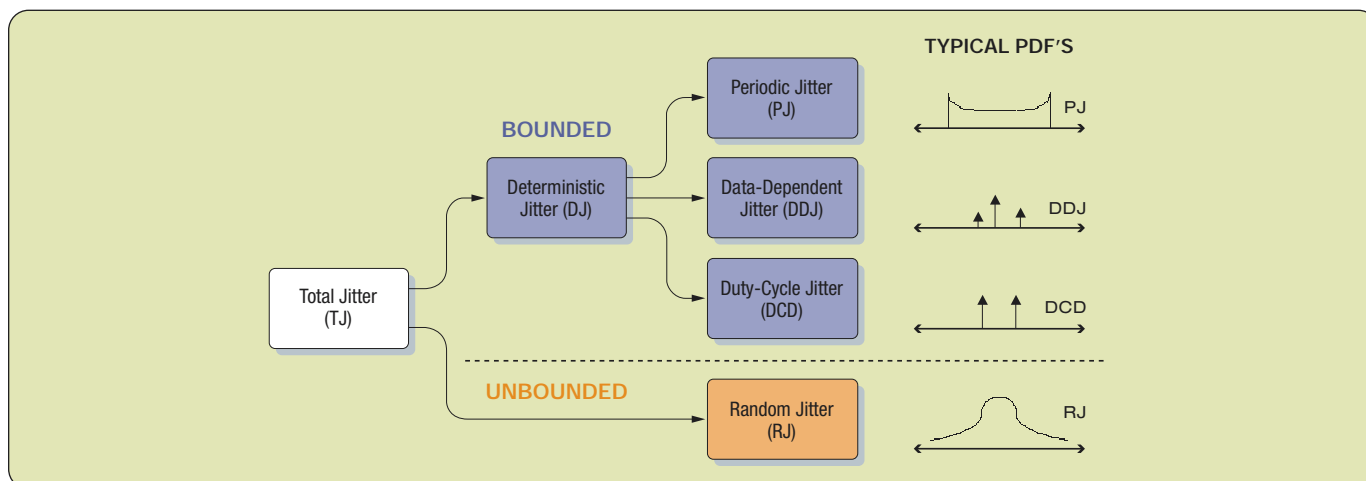 TYPICAL PDF'S
Periodic Jitter
(PJ)
PJ
BOUNDED
Deterministic
Jitter (DJ)
Data-Dependent
Jitter (DDJ)
DDJ
Total Jitter
(TJ)
Duty-Cycle Jitter
(DCD)
DCD
UNBOUNDED
Random Jitter
(RJ)
RJ